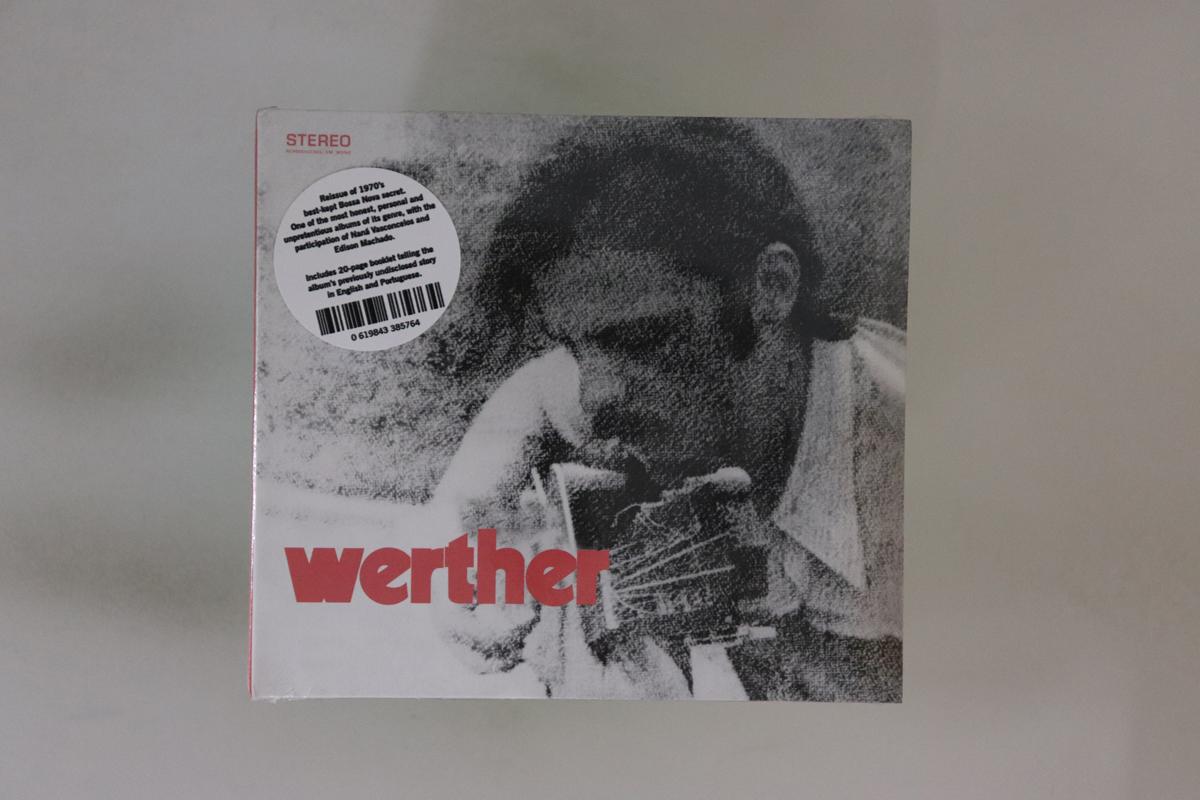 STEREO
Reissue of 1970's
best-kept Bossa Nova secret.
One of the most honest, personal and
unpretentious albums of its genre, with the
participation of Naná Vasconcelos and
Edison Machado.
Includes 20-page booklet telling the
album's previously undisclosed story
in English and Portuguese.
0 619843 385764
werther